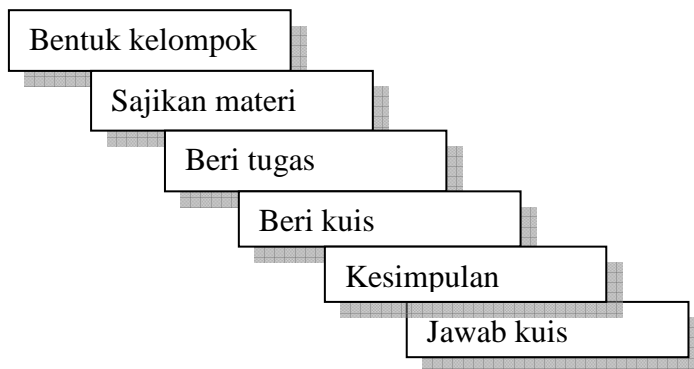 Bentuk kelompok
Sajikan materi
Beri tugas
Beri kuis
Kesimpulan
Jawab kuis